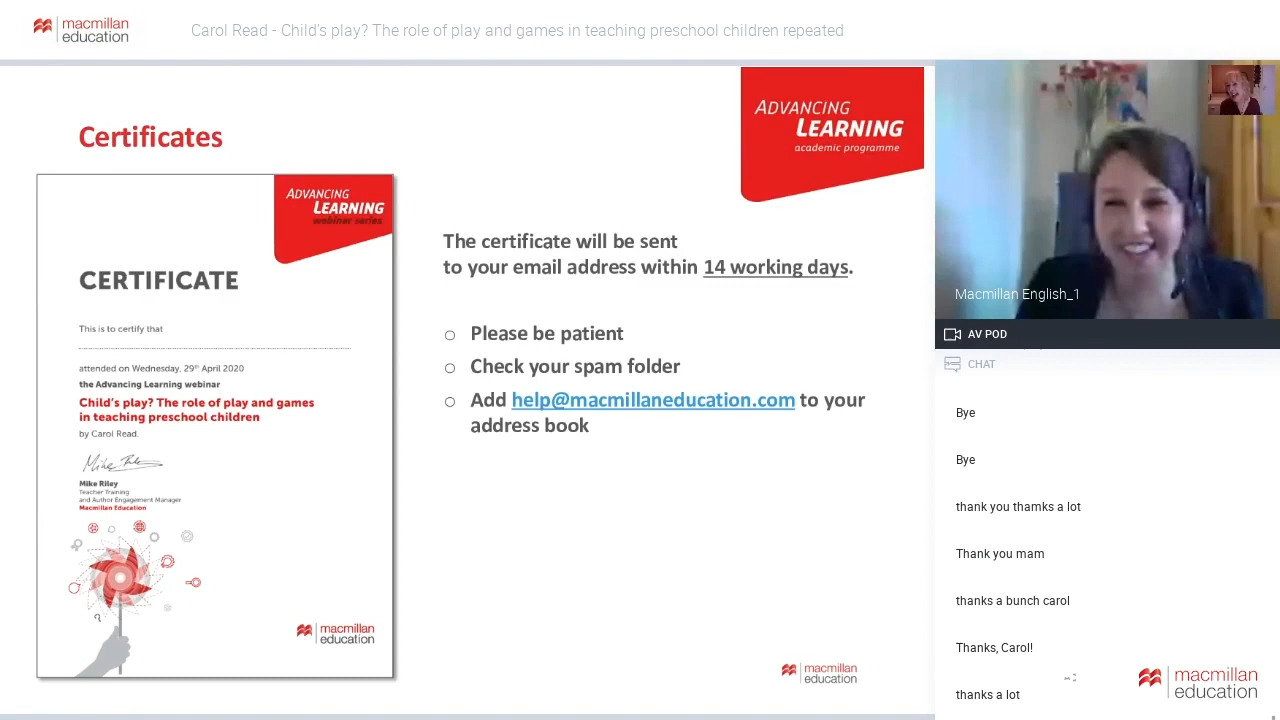 macmillan
education
Carol Read - Child's play? The role of play and games in teaching preschool children repeated
Certificates
ADVANCING
LEARNING
academic programme
ADVANCING
LEARNING
webinar series
CERTIFICATE
This is to certify that
attended on Wednesday, 29th April 2020
the Advancing Learning webinar
Child's play? The role of play and games
in teaching preschool children
by Carol Read.
Mike Riley
Teacher Training
and Author Engagement Manager
Macmillan Education
macmillan
education
The certificate will be sent
to your email address within 14 working days.
Please be patient
Check your spam folder
Add help@macmillaneducation.com to your
address book
macmillan
education
Macmillan English_1
AV POD
CHAT
Bye
Bye
thank you thamks a lot
Thank you mam
thanks a bunch carol
Thanks, Carol!
thanks a lot
macmillan
education